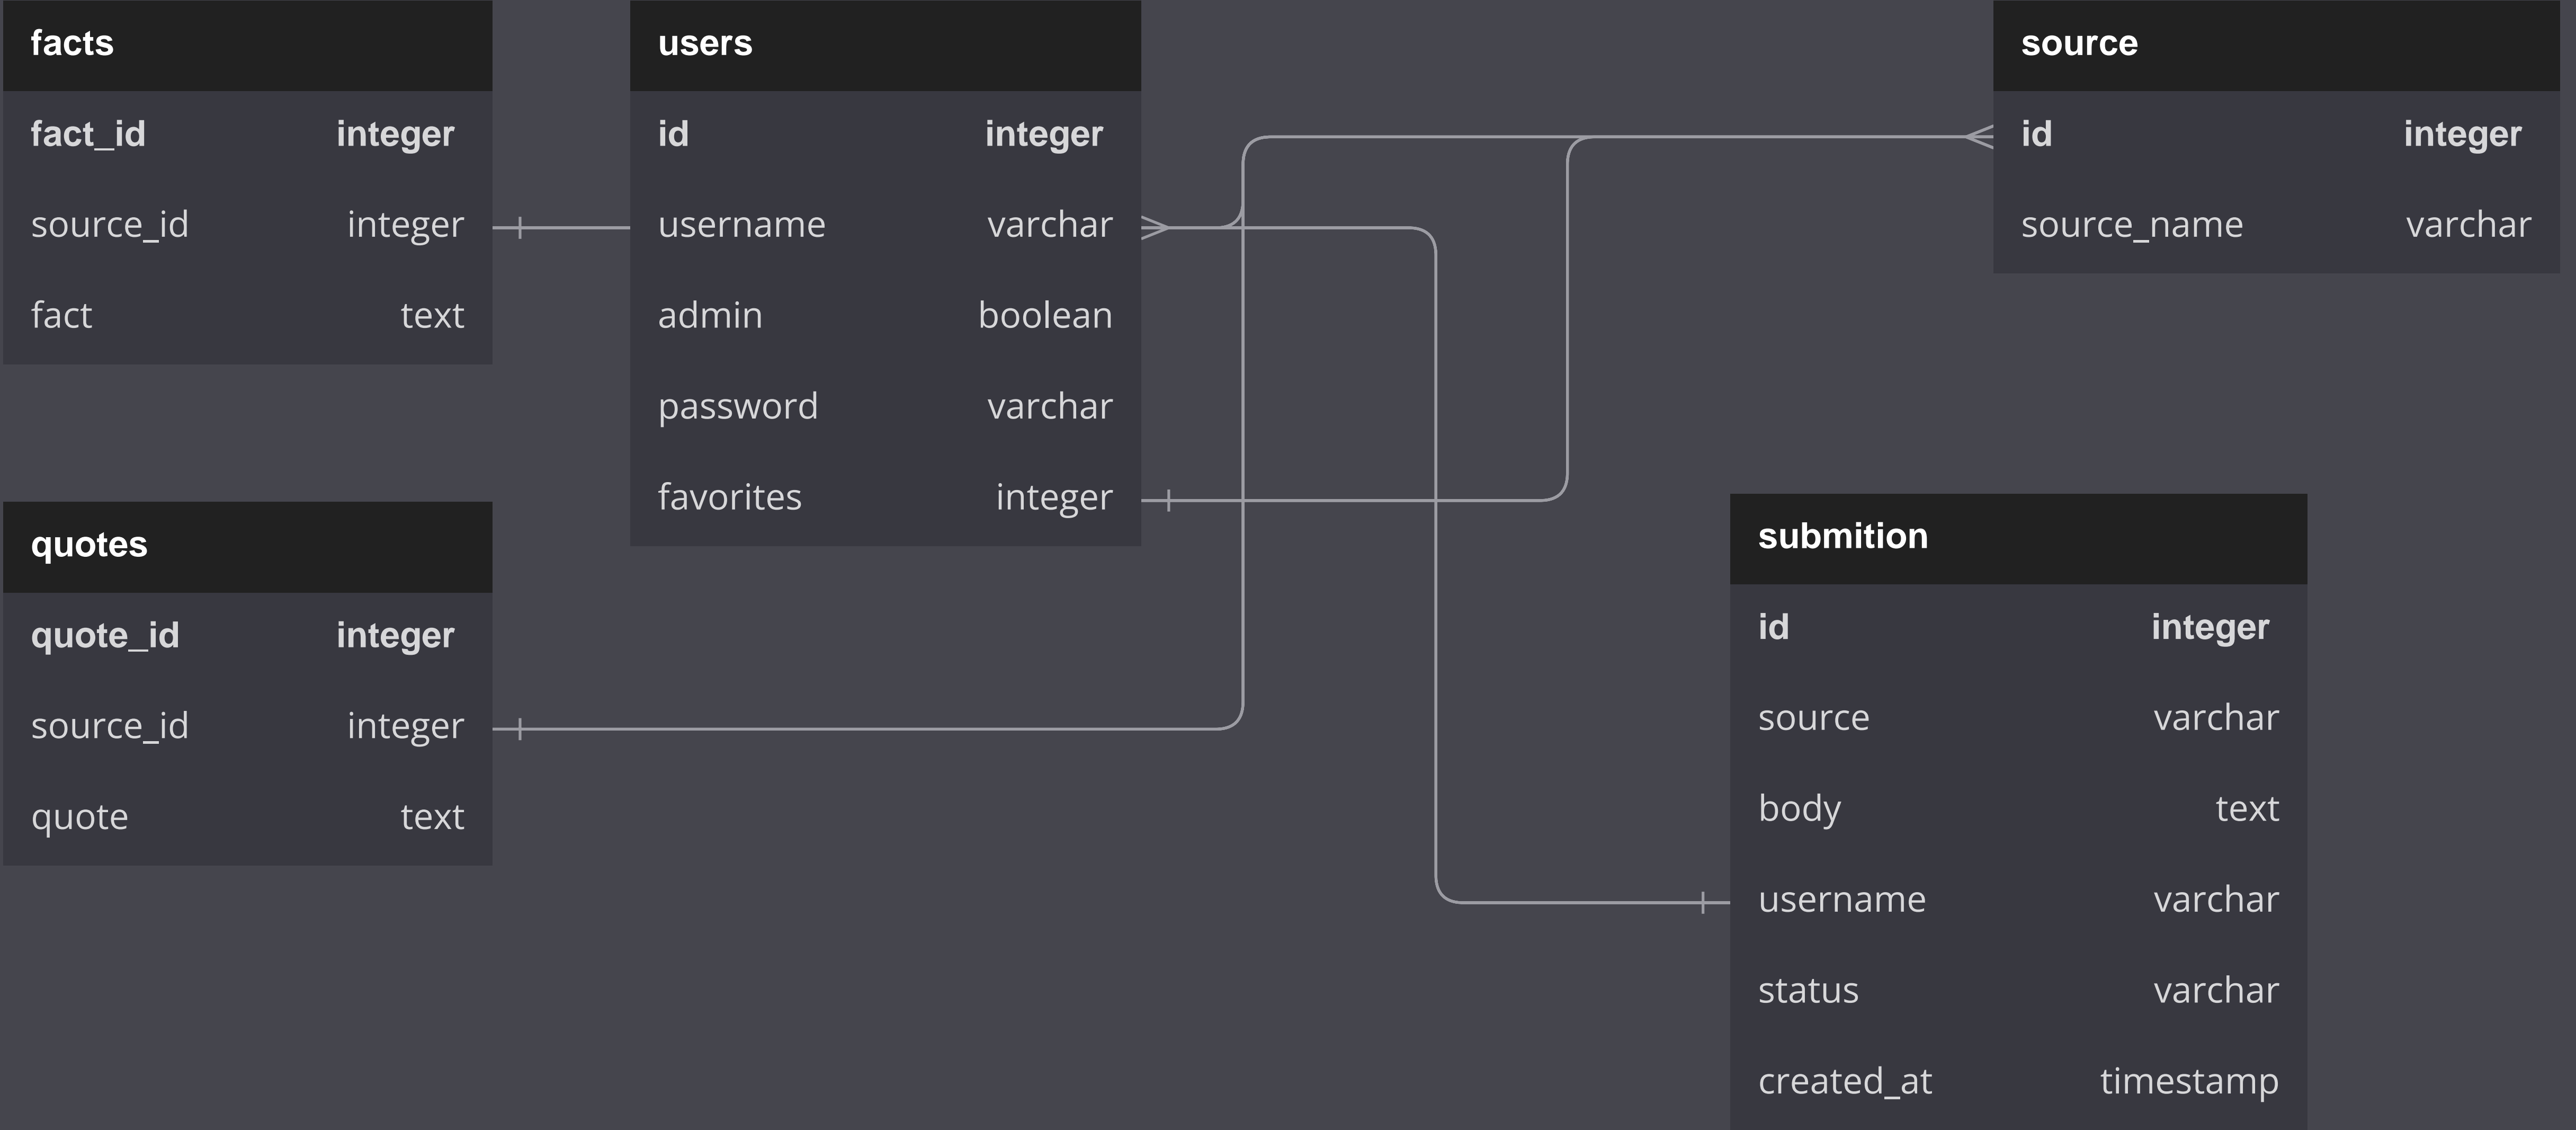 facts
fact_id integer
source_id integer
fact text
users
id integer
username varchar
admin boolean
password varchar
favorites integer
source
id integer
source_name varchar
quotes
quote_id integer
source_id integer
quote text
submition
id integer
source varchar
body text
username varchar
status varchar
created_at timestamp